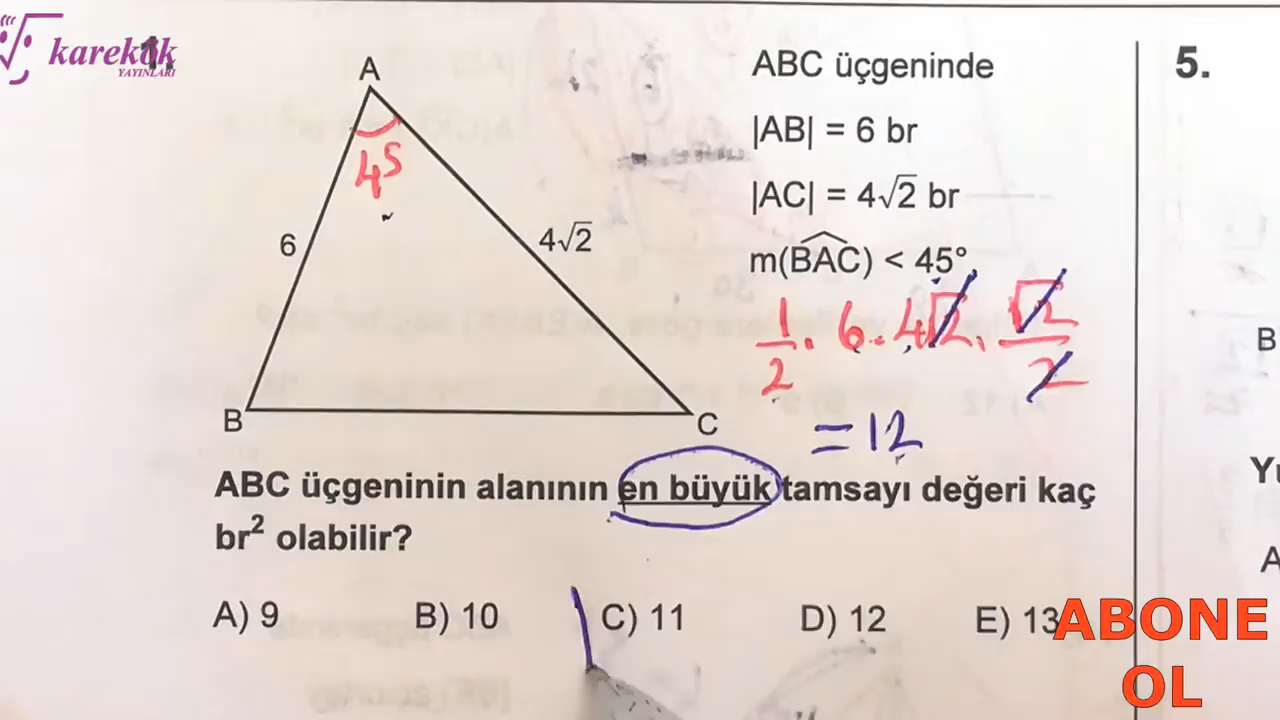 karekök
YAYINLARI
1.
A
45
6
4√2
B
C
ABC üçgeninde
|AB| = 6 br
|AC| = 4√2 br
m(BAC) < 45°
1/2 . 6 . 4√2 . √2/2
= 12
ABC üçgeninin alanının en büyük tamsayı değeri kaç
br² olabilir?
A) 9 B) 10 C) 11 D) 12 E) 13
5.
B
A
ABONE
OL